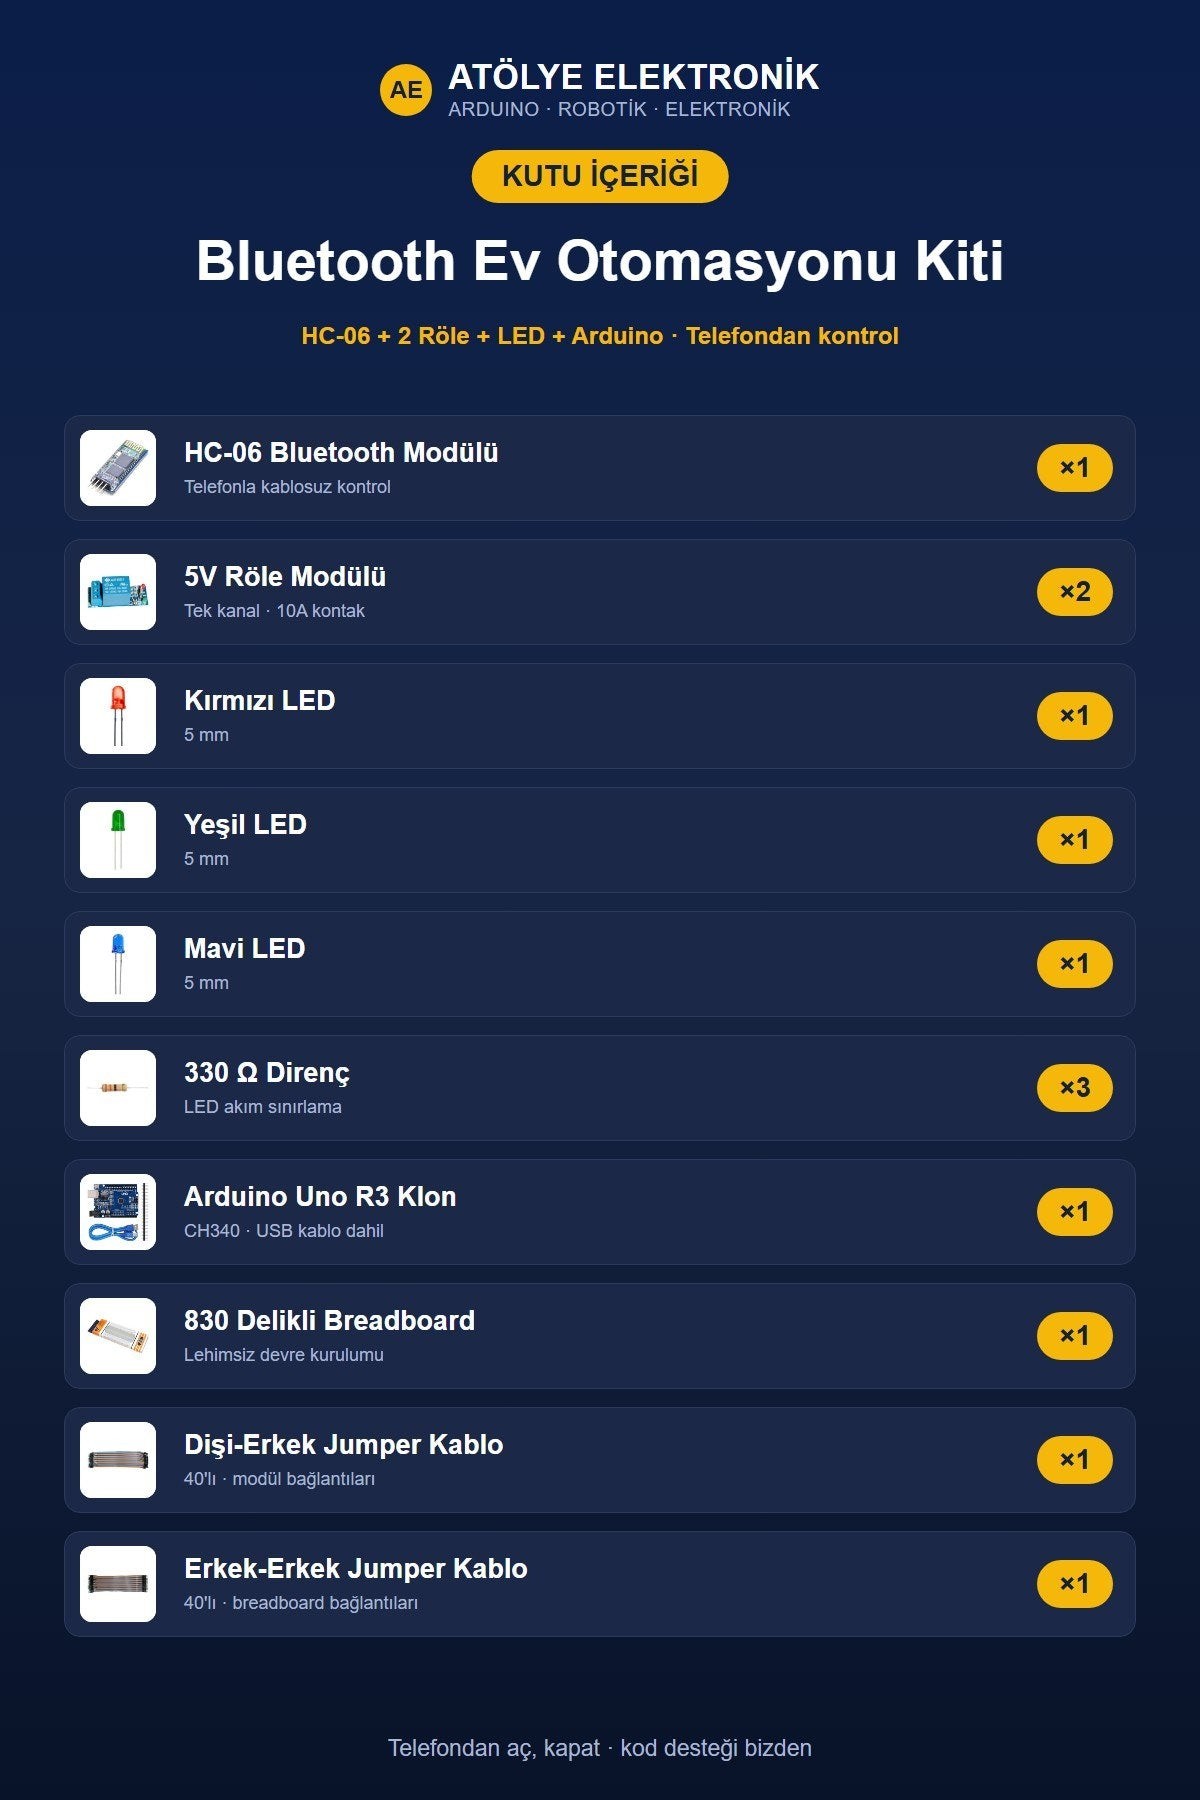 AE
ATÖLYE ELEKTRONİK
ARDUINO · ROBOTİK · ELEKTRONİK
KUTU İÇERİĞİ
Bluetooth Ev Otomasyonu Kiti
HC-06 + 2 Röle + LED + Arduino · Telefondan kontrol
HC-06 Bluetooth Modülü
Telefonla kablosuz kontrol
×1
5V Röle Modülü
Tek kanal · 10A kontak
×2
Kırmızı LED
5 mm
×1
Yeşil LED
5 mm
×1
Mavi LED
5 mm
×1
330 Ω Direnç
LED akım sınırlama
×3
Arduino Uno R3 Klon
CH340 · USB kablo dahil
×1
830 Delikli Breadboard
Lehimsiz devre kurulumu
×1
Dişi-Erkek Jumper Kablo
40'lı · modül bağlantıları
×1
Erkek-Erkek Jumper Kablo
40'lı · breadboard bağlantıları
×1
Telefondan aç, kapat · kod desteği bizden